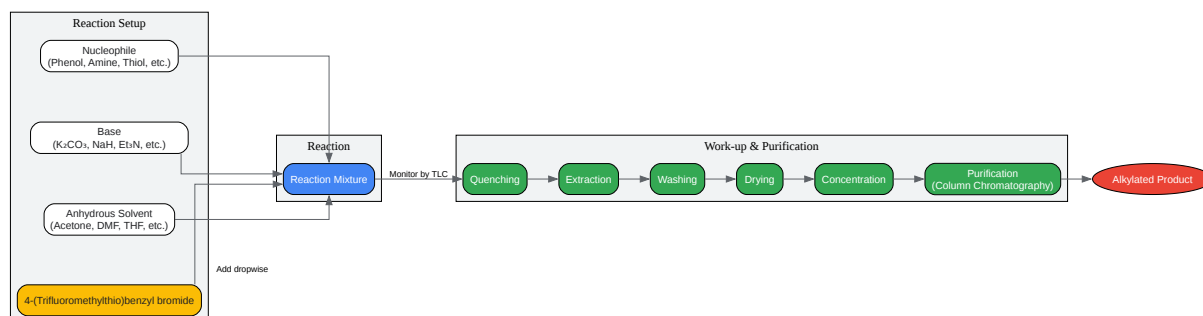 Reaction Setup
Nucleophile
(Phenol, Amine, Thiol, etc.)
Base
(K₂CO₃, NaH, Et₃N, etc.)
Anhydrous Solvent
(Acetone, DMF, THF, etc.)
Add dropwise
4-(Trifluoromethylthio)benzyl bromide
Reaction
Reaction Mixture
Monitor by TLC
Work-up & Purification
Quenching
Extraction
Washing
Drying
Concentration
Purification
(Column Chromatography)
Alkylated Product